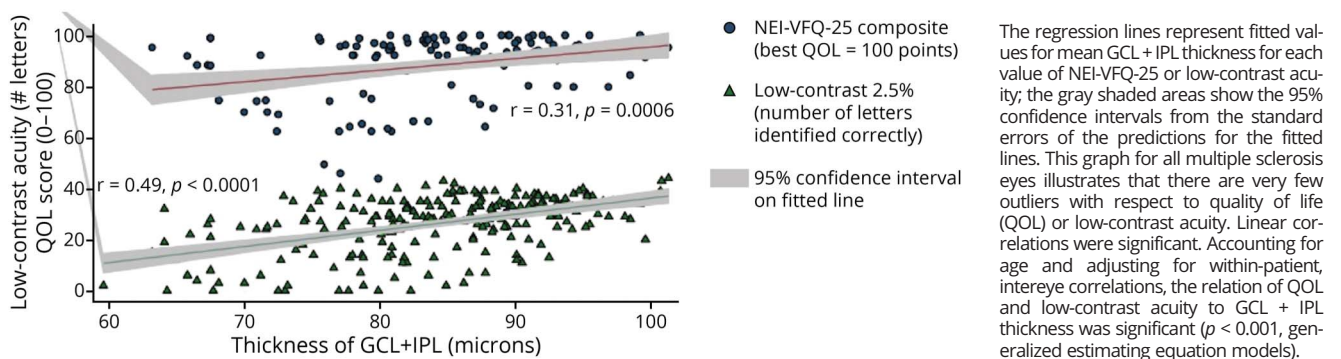 Low-contrast acuity (# letters)
QOL score (0–100)
100
80
60
40
20
0
r = 0.31, p = 0.0006
r = 0.49, p < 0.0001
60
70
80
90
100
Thickness of GCL+IPL (microns)
NEI-VFQ-25 composite
(best QOL = 100 points)
Low-contrast 2.5%
(number of letters
identified correctly)
95% confidence interval
on fitted line
The regression lines represent fitted val-
ues for mean GCL + IPL thickness for each
value of NEI-VFQ-25 or low-contrast acu-
ity; the gray shaded areas show the 95%
confidence intervals from the standard
errors of the predictions for the fitted
lines. This graph for all multiple sclerosis
eyes illustrates that there are very few
outliers with respect to quality of life
(QOL) or low-contrast acuity. Linear cor-
relations were significant. Accounting for
age and adjusting for within-patient,
intereye correlations, the relation of QOL
and low-contrast acuity to GCL + IPL
thickness was significant (p < 0.001, gen-
eralized estimating equation models).